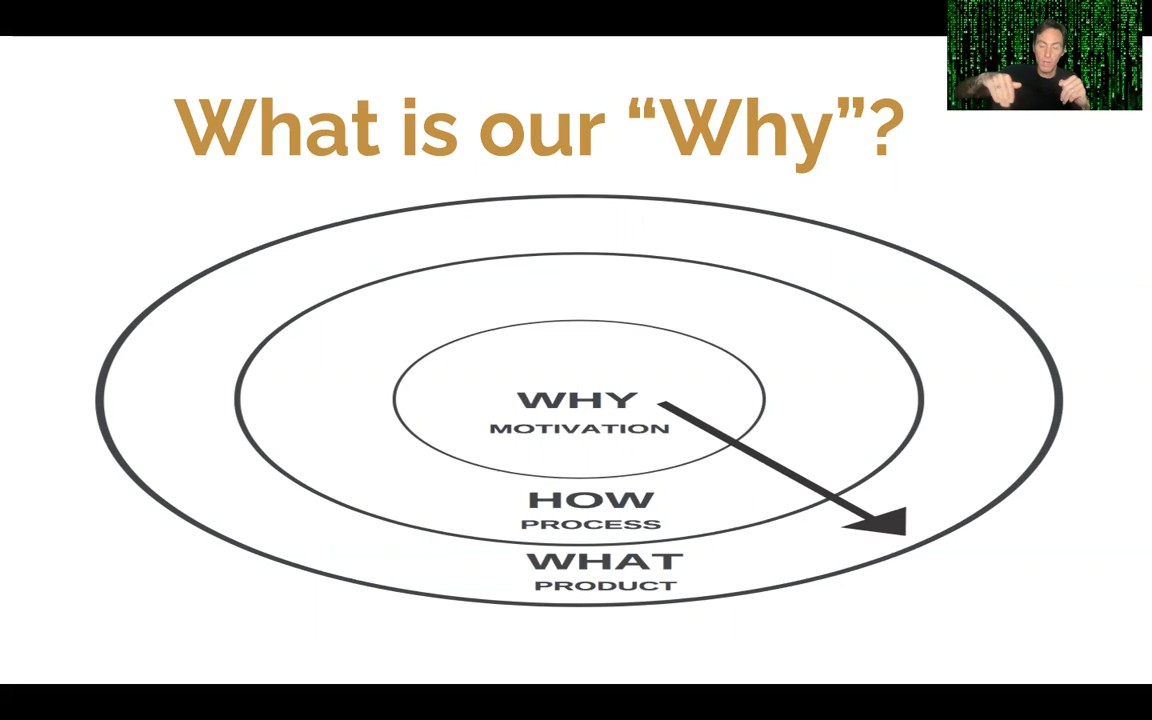 What is our “Why”?
WHY
MOTIVATION
HOW
PROCESS
WHAT
PRODUCT